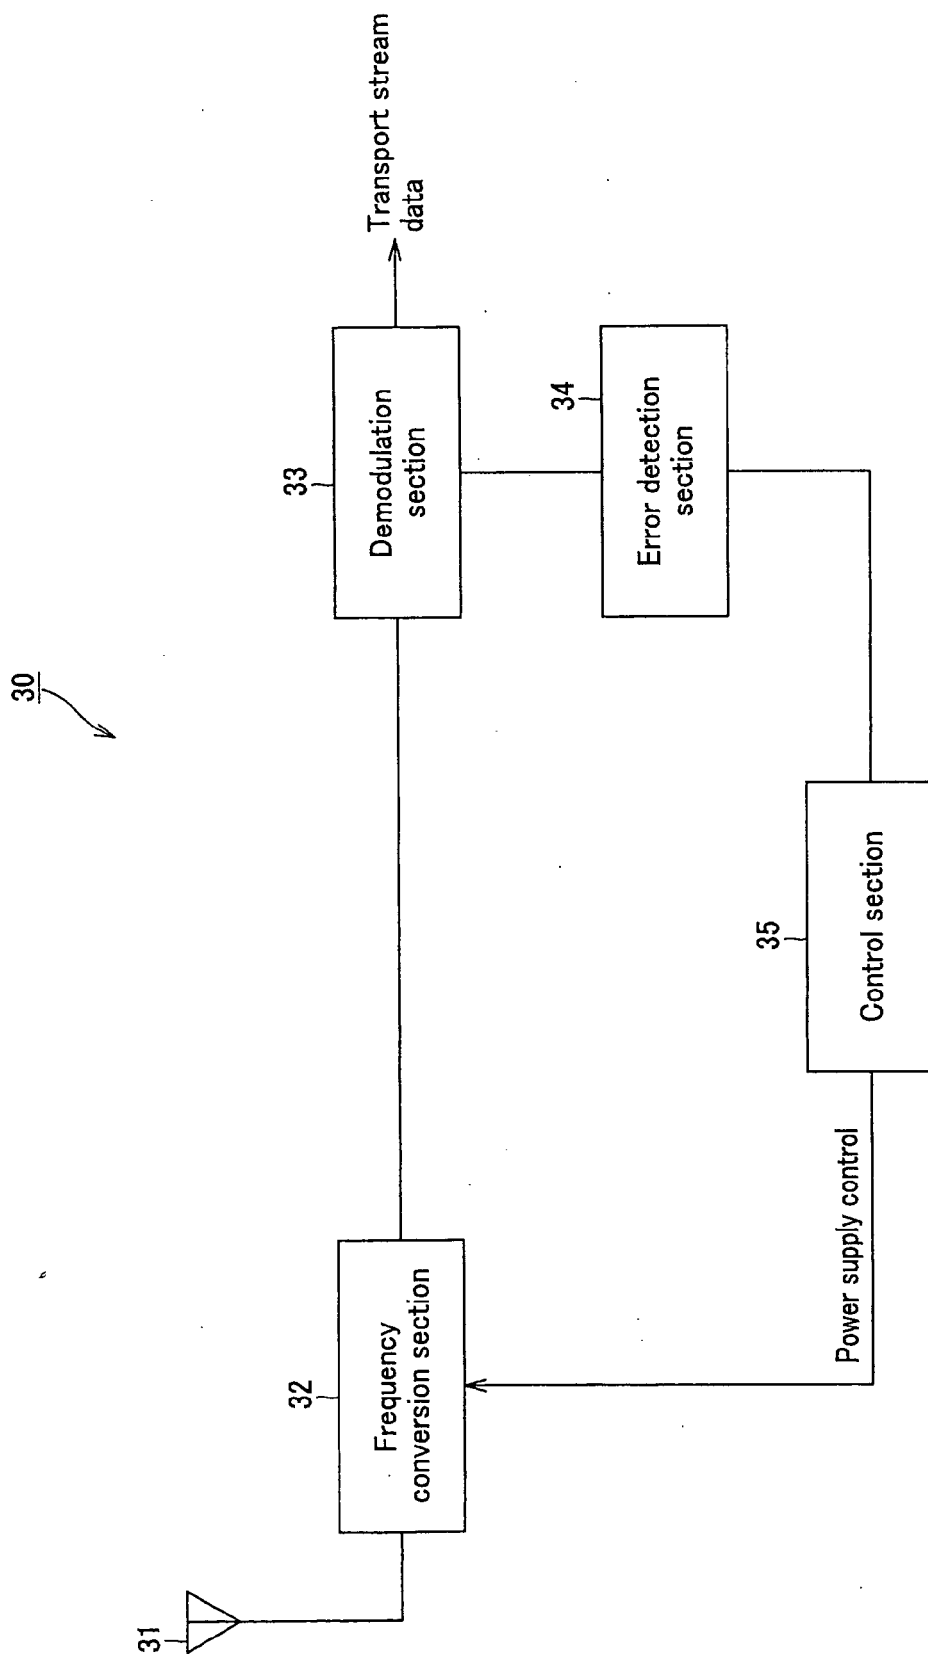 30
31
32
Frequency
conversion section
33
Demodulation
section
Transport stream
data
34
Error detection
section
35
Control section
Power supply control